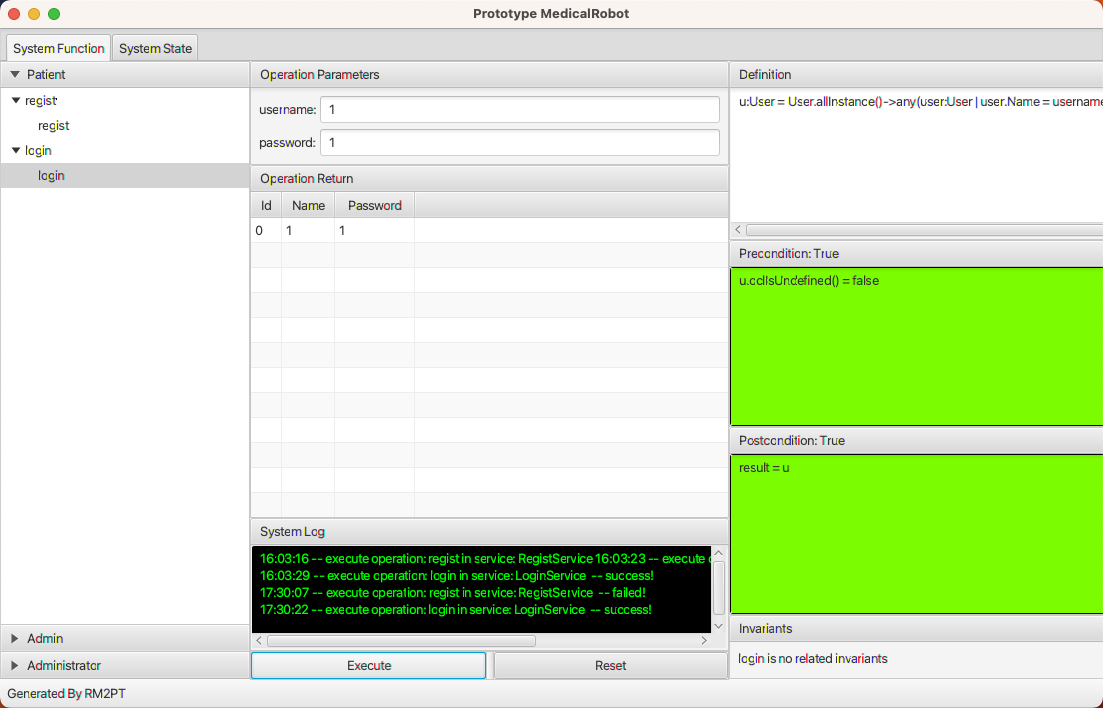 Prototype MedicalRobot
System Function
System State
Patient
regist
regist
login
login
Admin
Administrator
Operation Parameters
username: 1
password: 1
Operation Return
Id Name Password
0 1 1
System Log
16:03:16 -- execute operation: regist in service: RegistService 16:03:23 -- execute
16:03:29 -- execute operation: login in service: LoginService -- success!
17:30:07 -- execute operation: regist in service: RegistService -- failed!
17:30:22 -- execute operation: login in service: LoginService -- success!
Execute
Reset
Definition
u:User = User.allInstance()->any(user:User | user.Name = username
Precondition: True
u.oclIsUndefined() = false
Postcondition: True
result = u
Invariants
login is no related invariants
Generated By RM2PT